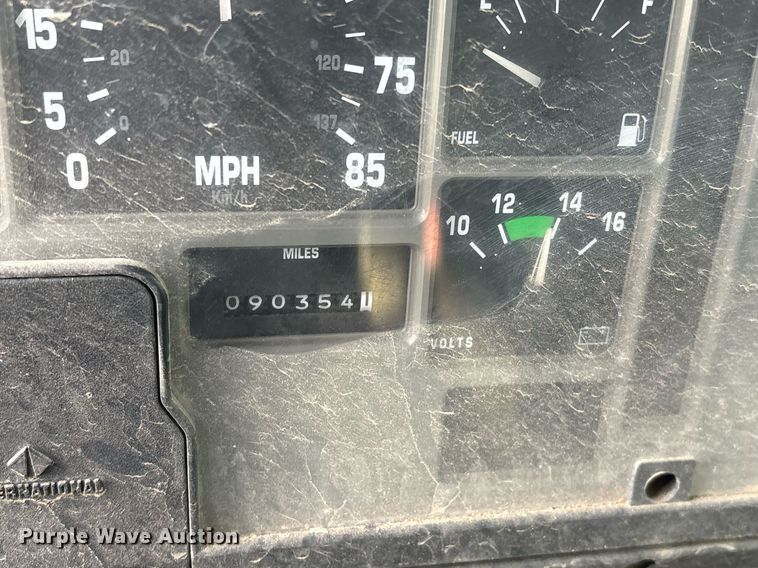 15
20
5
0
0
MPH
Km/h
120
75
137
85
E
F
FUEL
10
12
14
16
VOLTS
MILES
090354
Purple Wave Auction